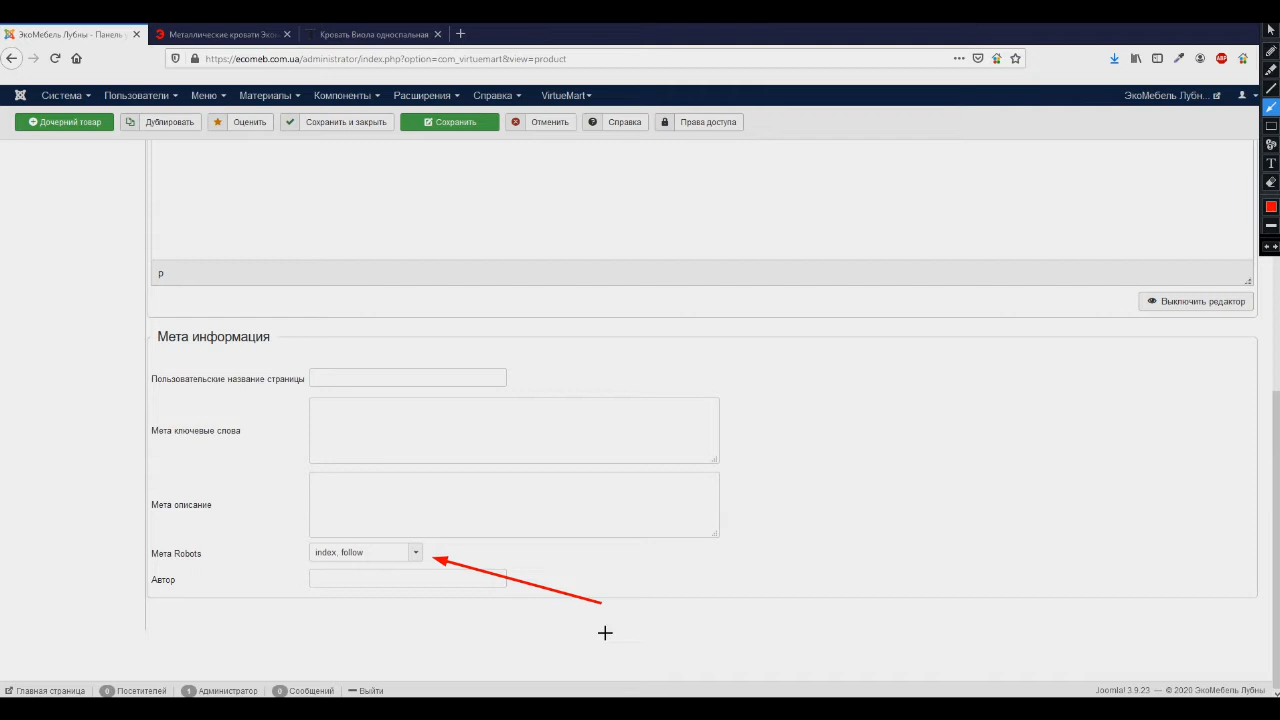 ЭкоМебель Лубны - Панель у
Металлические кровати Экон
Кровать Виола односпальная
https://ecomeb.com.ua/administrator/index.php?option=com_virtuemart&view=product
Система Пользователи Меню Материалы Компоненты Расширения Справка VirtueMart ЭкоМебель Лубн...
Дочерний товар Дублировать Оценить Сохранить и закрыть Сохранить Отменить Справка Права доступа
p
Выключить редактор
Мета информация
Пользовательские название страницы
Мета ключевые слова
Мета описание
Мета Robots index, follow
Автор
Главная страница 0 Посетителей 1 Администратор 0 Сообщений Выйти Joomla! 3.9.23 — © 2020 ЭкоМебель Лубны